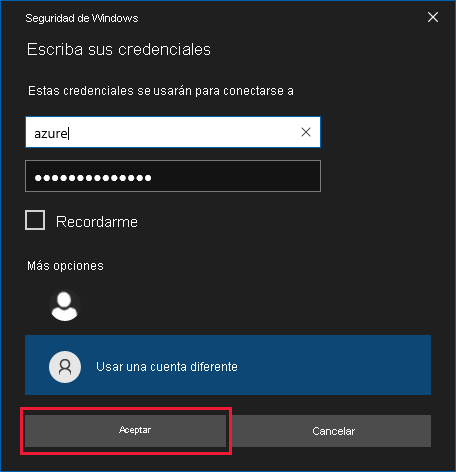 Seguridad de Windows
Escriba sus credenciales
Estas credenciales se usarán para conectarse a
azure
Recordarme
Más opciones
Usar una cuenta diferente
Aceptar
Cancelar